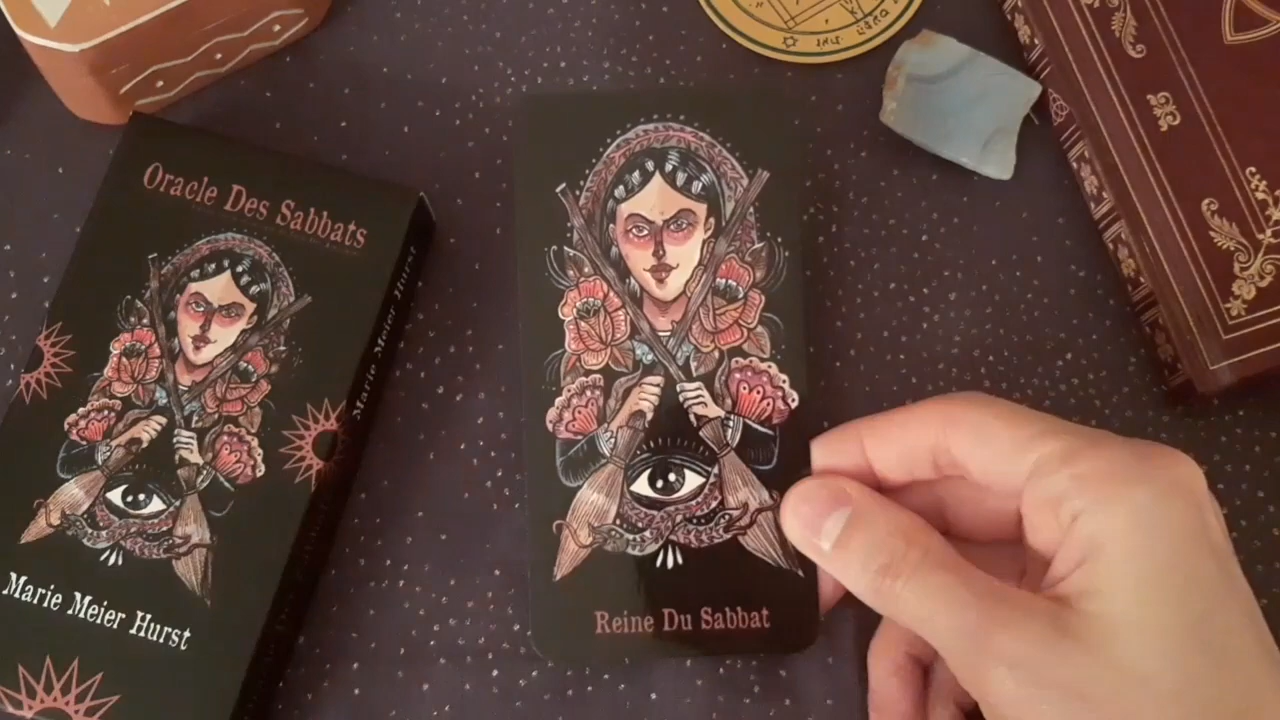 Oracle Des Sabbats
Marie Meier Hurst
Marie Meier Hurst
Reine Du Sabbat